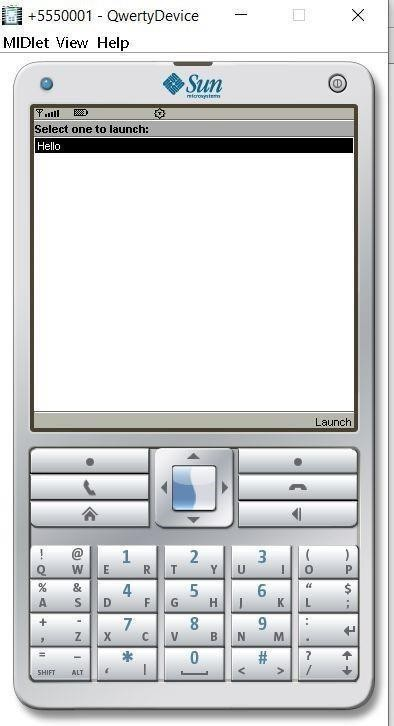 +5550001 - QwertyDevice
MIDlet View Help
Sun
microsystems
Select one to launch:
Hello
Launch
! @ 1 2 3 ( )
Q W E R T Y U I O P
% & 4 5 6 “ $
A S D F G H J K L ;
+ - 7 8 9 :
, Z X C V B N M .
= – * 0 # ?
SHIFT ALT ‘ | < > /